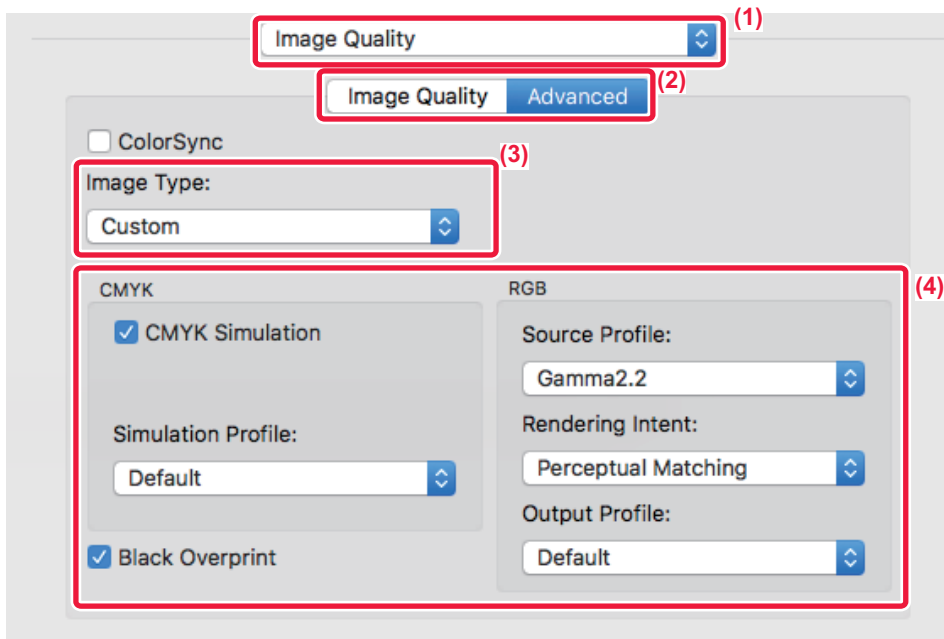 (1)
Image Quality
(2)
Image Quality Advanced
ColorSync
(3)
Image Type:
Custom
(4)
CMYK
CMYK Simulation
Simulation Profile:
Default
Black Overprint
RGB
Source Profile:
Gamma2.2
Rendering Intent:
Perceptual Matching
Output Profile:
Default